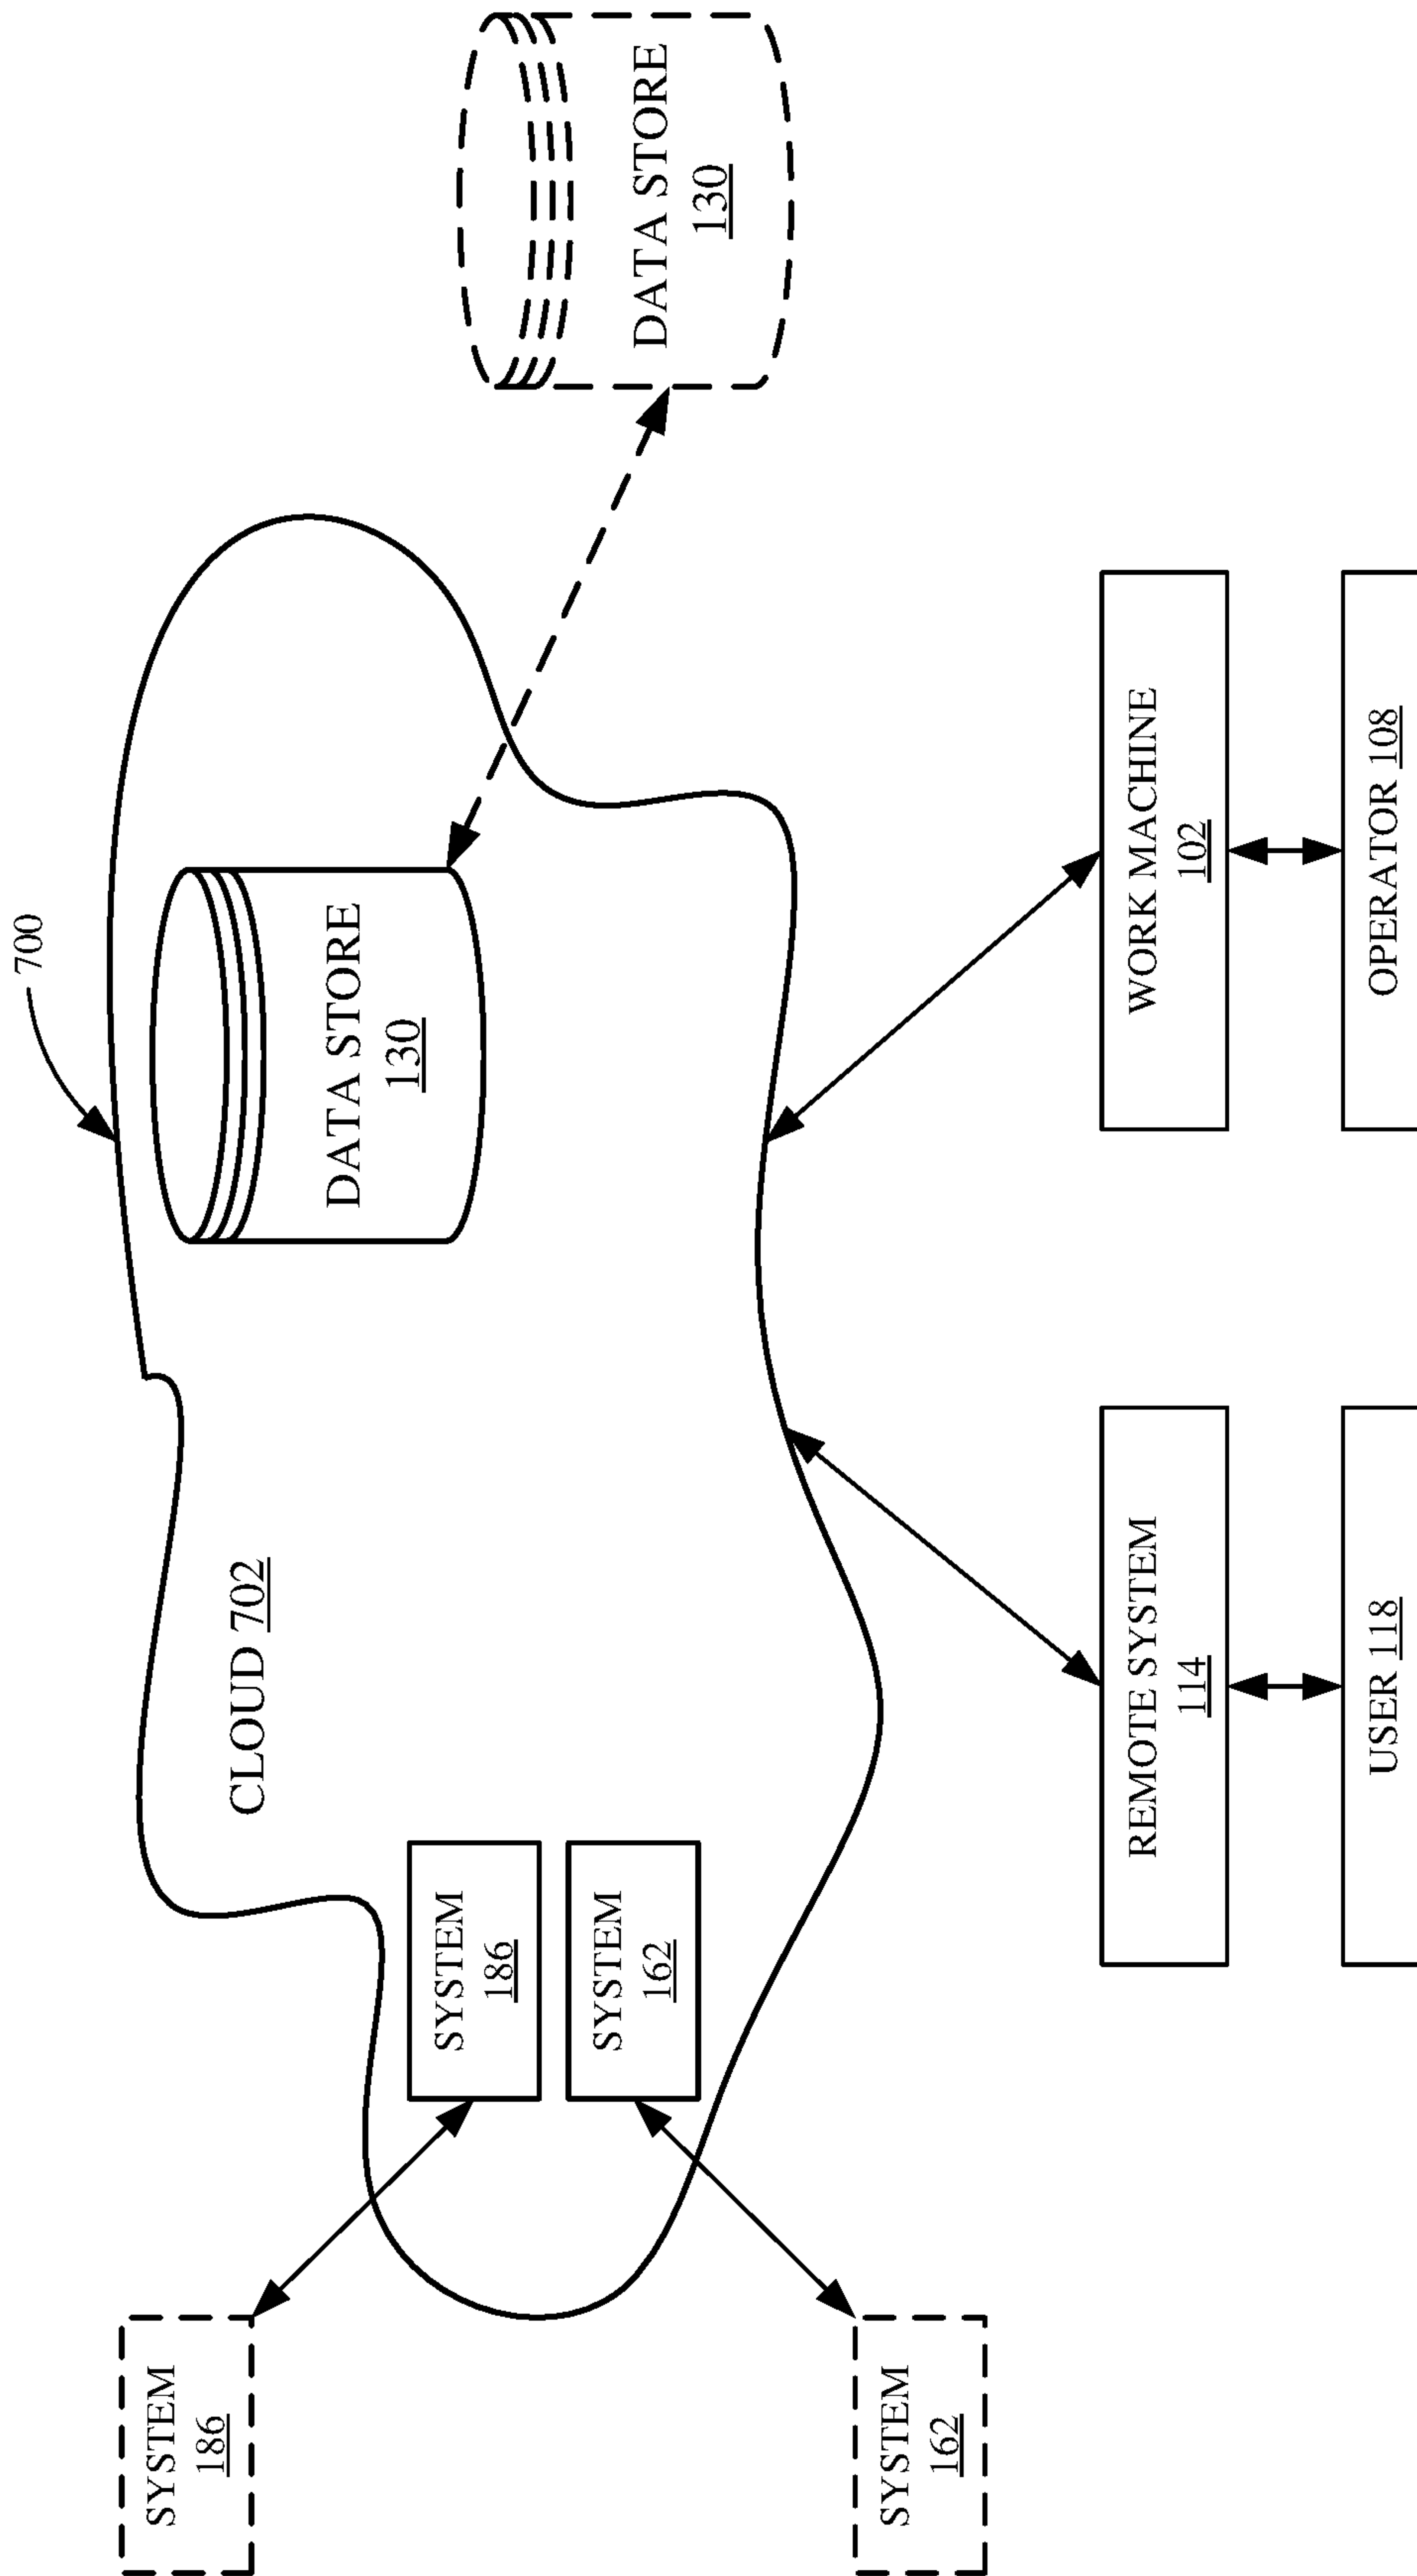 700
DATA STORE
130
DATA STORE
130
CLOUD 702
SYSTEM
186
SYSTEM
162
SYSTEM
186
SYSTEM
162
REMOTE SYSTEM
114
WORK MACHINE
102
USER 118
OPERATOR 108